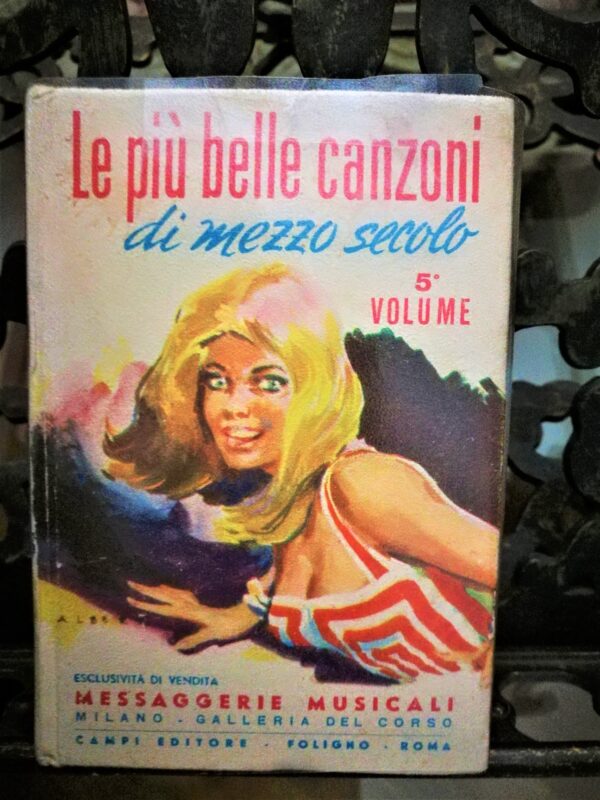 Le più belle canzoni
di mezzo secolo
5°
VOLUME
ESCLUSIVITÀ DI VENDITA
MESSAGGERIE MUSICALI
MILANO - GALLERIA DEL CORSO
CAMPI EDITORE - FOLIGNO - ROMA